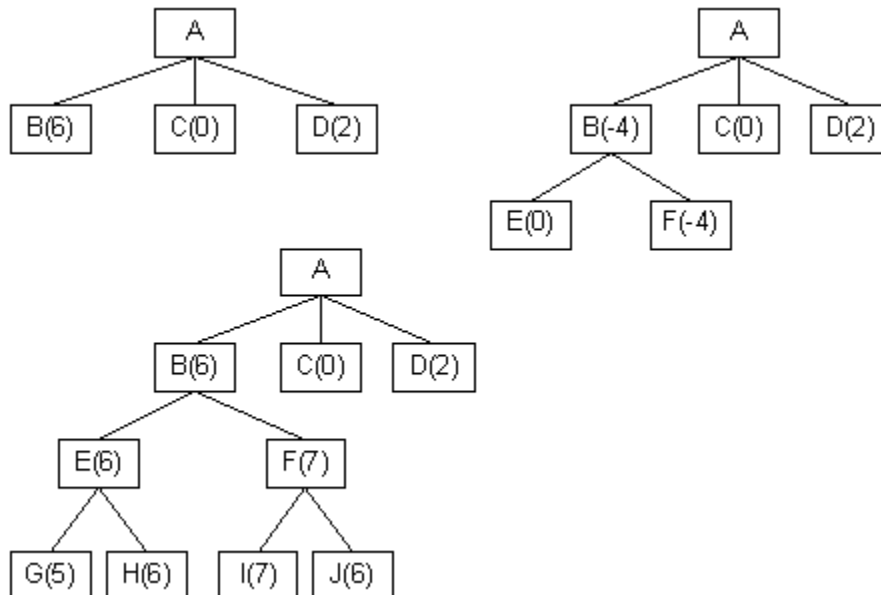 A
B(6) C(0) D(2)
A
B(-4) C(0) D(2)
E(0) F(-4)
A
B(6) C(0) D(2)
E(6) F(7)
G(5) H(6) I(7) J(6)